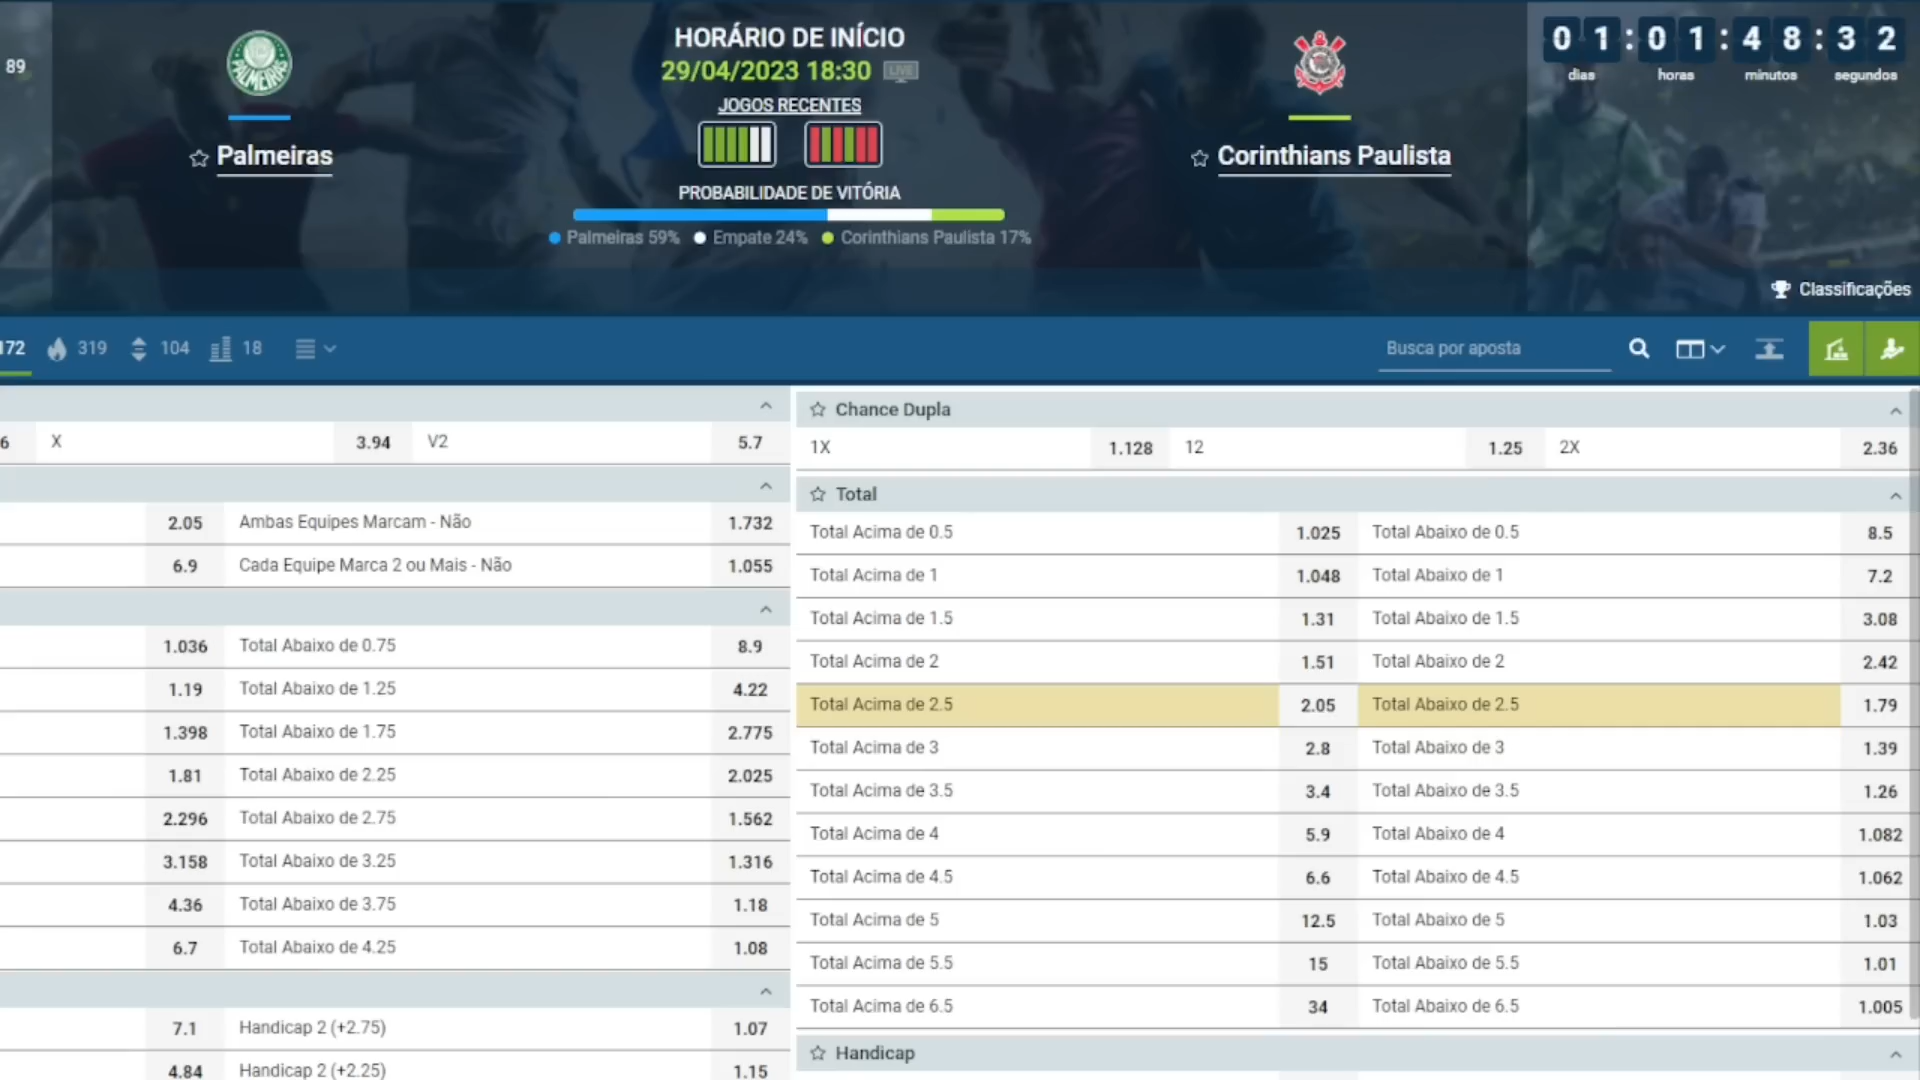 89
PALMEIRAS
Palmeiras
HORÁRIO DE INÍCIO
29/04/2023 18:30 LIVE
JOGOS RECENTES
PROBABILIDADE DE VITÓRIA
Palmeiras 59% Empate 24% Corinthians Paulista 17%
Corinthians Paulista
01:01:48:32
dias horas minutos segundos
Classificações
172 319 104 18
Busca por aposta
6 X 3.94 V2 5.7
2.05 Ambas Equipes Marcam - Não 1.732
6.9 Cada Equipe Marca 2 ou Mais - Não 1.055
1.036 Total Abaixo de 0.75 8.9
1.19 Total Abaixo de 1.25 4.22
1.398 Total Abaixo de 1.75 2.775
1.81 Total Abaixo de 2.25 2.025
2.296 Total Abaixo de 2.75 1.562
3.158 Total Abaixo de 3.25 1.316
4.36 Total Abaixo de 3.75 1.18
6.7 Total Abaixo de 4.25 1.08
7.1 Handicap 2 (+2.75) 1.07
4.84 Handicap 2 (+2.25) 1.15
Chance Dupla
1X 1.128 12 1.25 2X 2.36
Total
Total Acima de 0.5 1.025 Total Abaixo de 0.5 8.5
Total Acima de 1 1.048 Total Abaixo de 1 7.2
Total Acima de 1.5 1.31 Total Abaixo de 1.5 3.08
Total Acima de 2 1.51 Total Abaixo de 2 2.42
Total Acima de 2.5 2.05 Total Abaixo de 2.5 1.79
Total Acima de 3 2.8 Total Abaixo de 3 1.39
Total Acima de 3.5 3.4 Total Abaixo de 3.5 1.26
Total Acima de 4 5.9 Total Abaixo de 4 1.082
Total Acima de 4.5 6.6 Total Abaixo de 4.5 1.062
Total Acima de 5 12.5 Total Abaixo de 5 1.03
Total Acima de 5.5 15 Total Abaixo de 5.5 1.01
Total Acima de 6.5 34 Total Abaixo de 6.5 1.005
Handicap